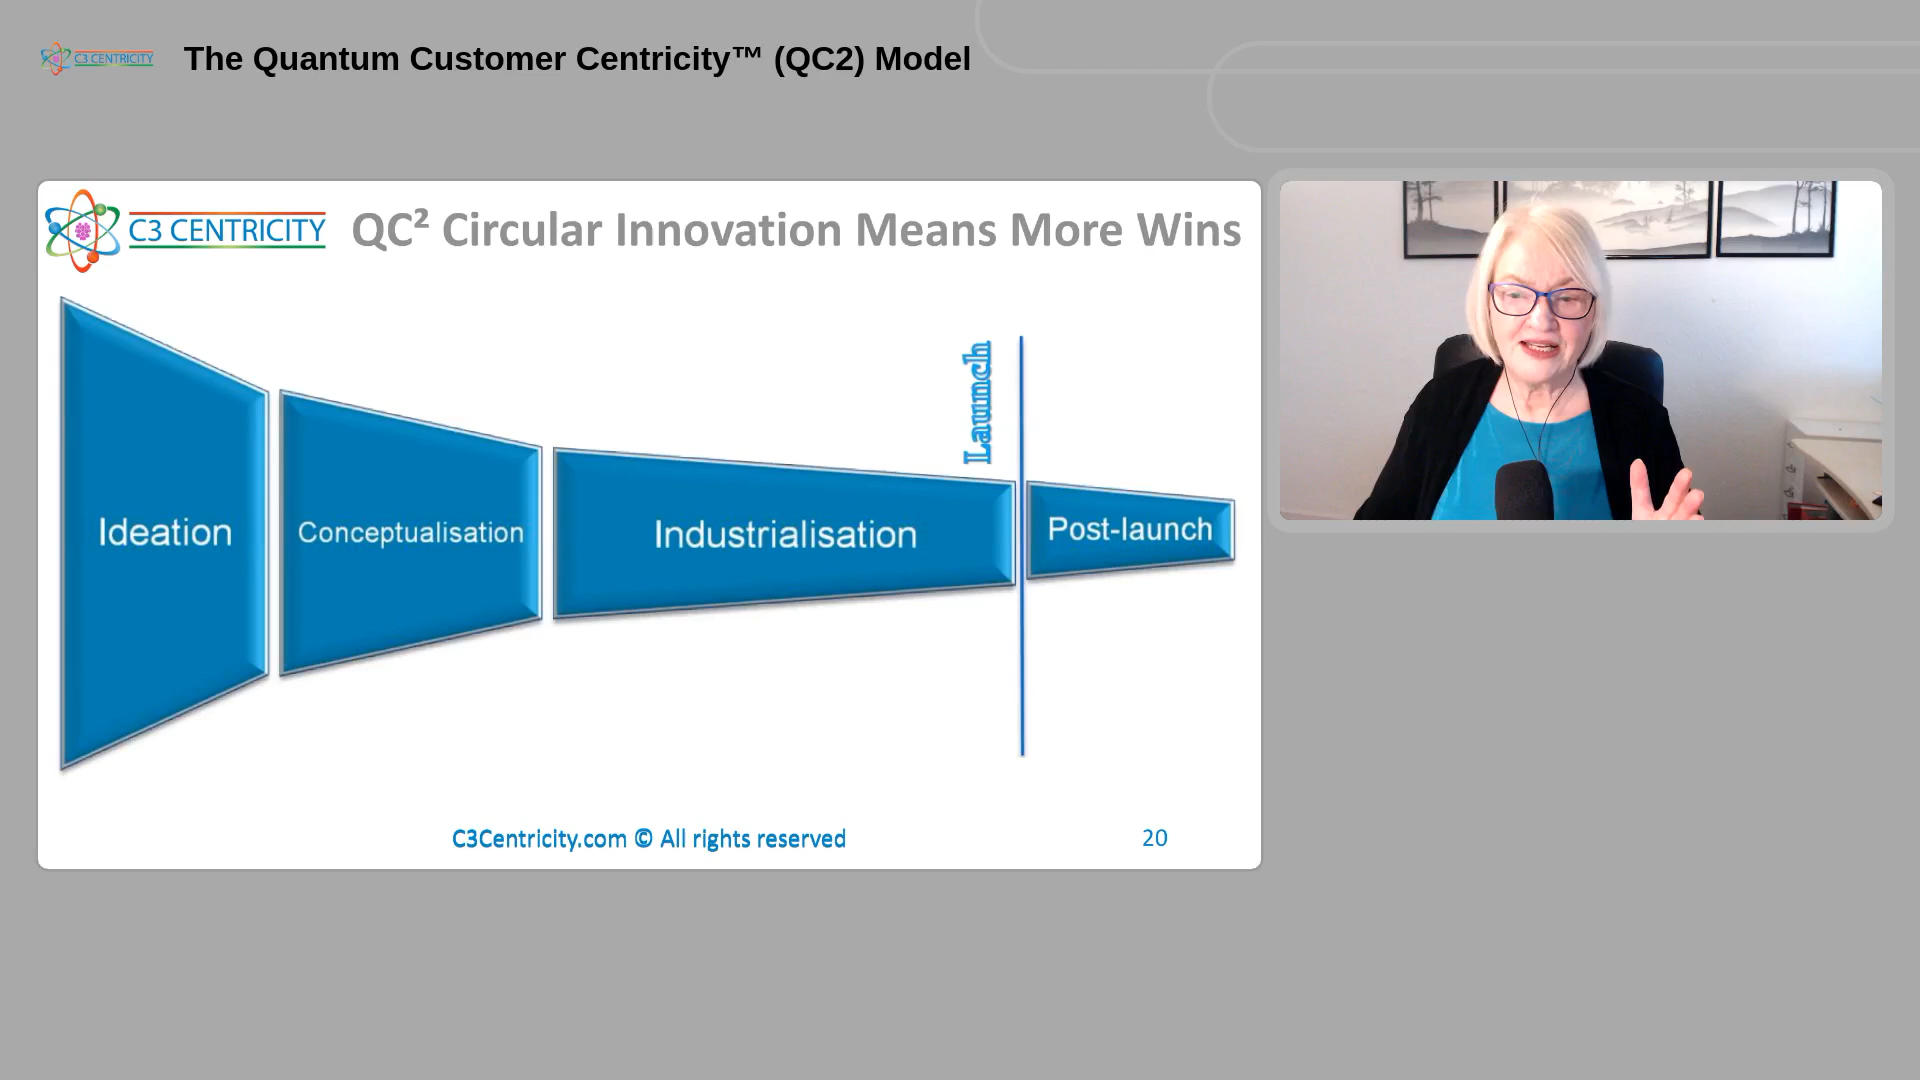 C3 CENTRICITY
The Quantum Customer Centricity™ (QC2) Model
C3 CENTRICITY
QC² Circular Innovation Means More Wins
Launch
Ideation
Conceptualisation
Industrialisation
Post-launch
C3Centricity.com © All rights reserved
20